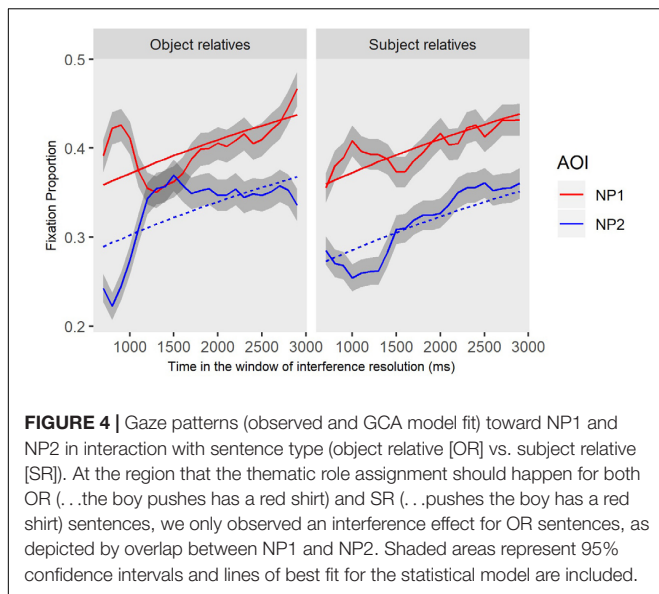 Object relatives
Subject relatives
0.5
0.4
0.3
0.2
Fixation Proportion
AOI
NP1
NP2
1000 1500 2000 2500 3000
1000 1500 2000 2500 3000
Time in the window of interference resolution (ms)
FIGURE 4 | Gaze patterns (observed and GCA model fit) toward NP1 and
NP2 in interaction with sentence type (object relative [OR] vs. subject relative
[SR]). At the region that the thematic role assignment should happen for both
OR (. . .the boy pushes has a red shirt) and SR (. . .pushes the boy has a red
shirt) sentences, we only observed an interference effect for OR sentences, as
depicted by overlap between NP1 and NP2. Shaded areas represent 95%
confidence intervals and lines of best fit for the statistical model are included.